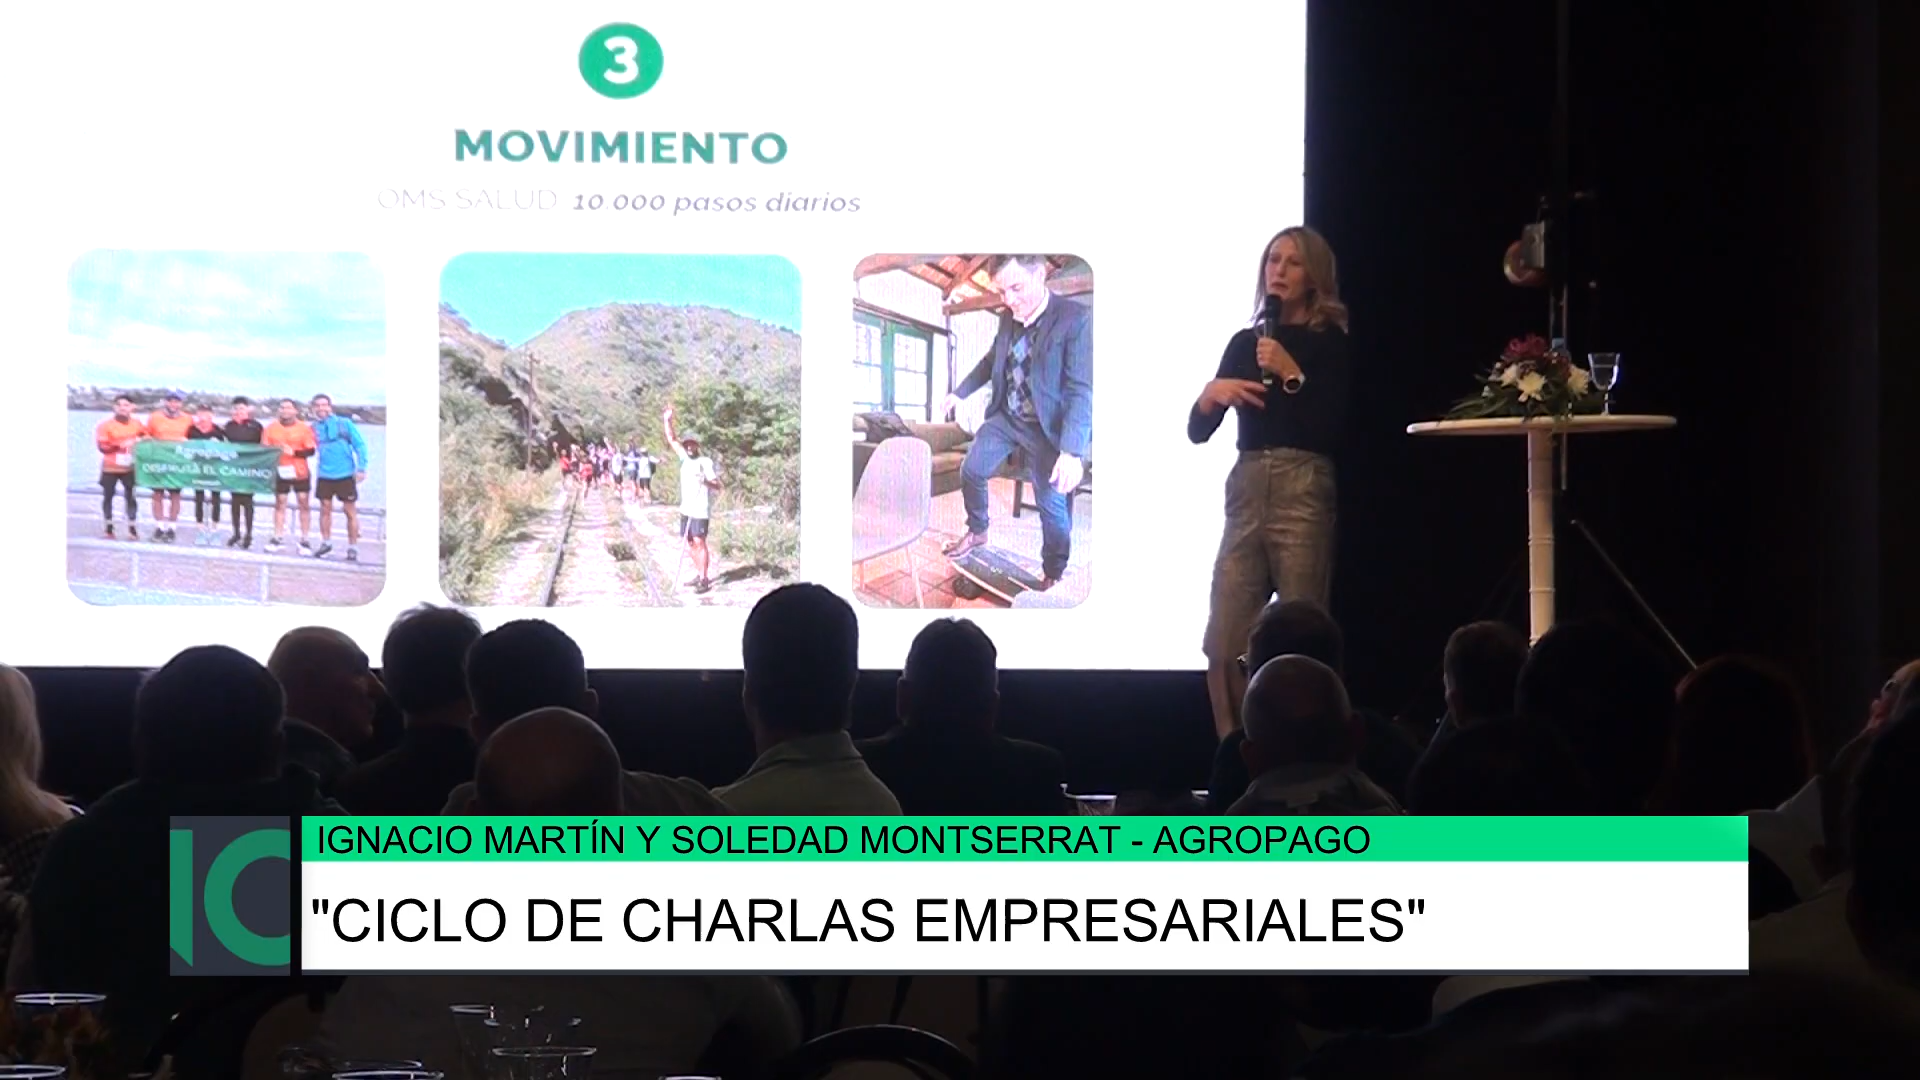 3
MOVIMIENTO
OMS SALUD 10.000 pasos diarios
Agropago
DISFRUTÁ EL CAMINO
IC
IGNACIO MARTÍN Y SOLEDAD MONTSERRAT - AGROPAGO
"CICLO DE CHARLAS EMPRESARIALES"